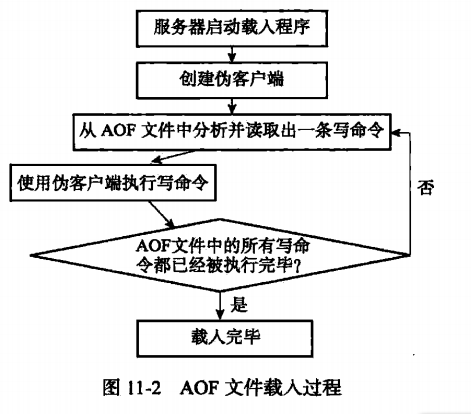 服务器启动载入程序
创建伪客户端
从 AOF 文件中分析并读取出一条写命令
使用伪客户端执行写命令
否
AOF文件中的所有写命
令都已经被执行完毕？
是
载入完毕
图 11-2 AOF 文件载入过程